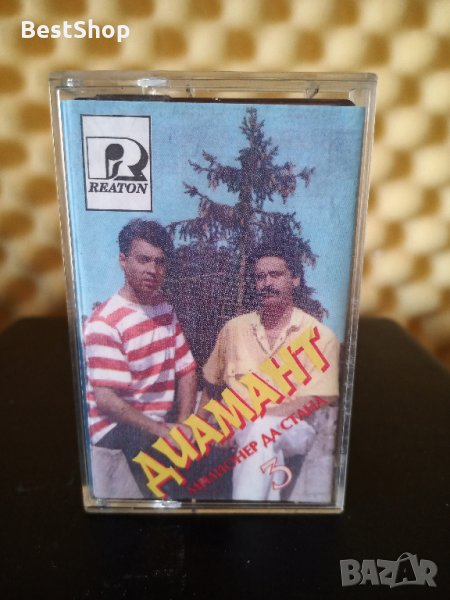 BestShop
R
REATON
ДИАМАНТ
МИЛИОНЕР ДА СТАНА
3
BAZAR